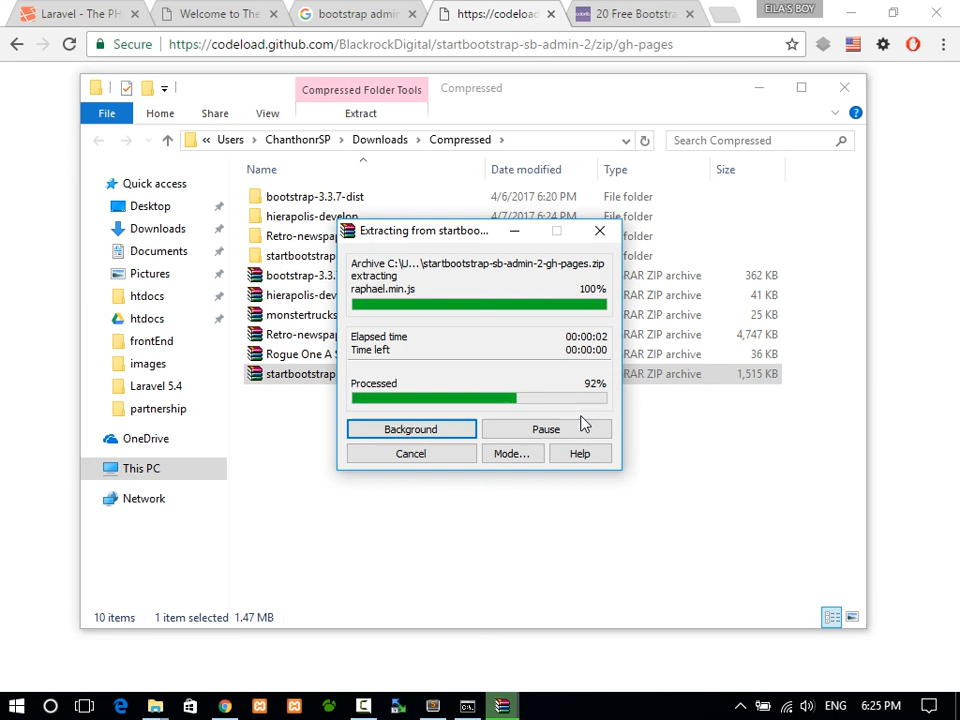 Laravel - The PH
Welcome to The
bootstrap admin
https://codeload
20 Free Bootstra
EILA'S BOY
Secure
https://codeload.github.com/BlackrockDigital/startbootstrap-sb-admin-2/zip/gh-pages
Compressed Folder Tools
Compressed
File
Home
Share
View
Extract
Users
ChanthonrSP
Downloads
Compressed
Search Compressed
Name
Date modified
Type
Size
Quick access
Desktop
Downloads
Documents
Pictures
htdocs
htdocs
frontEnd
images
Laravel 5.4
partnership
OneDrive
This PC
Network
bootstrap-3.3.7-dist 4/6/2017 6:20 PM File folder
hierapolis-develop 4/7/2017 6:24 PM File folder
Retro-newspa
startbootstrap
bootstrap-3.3. RAR ZIP archive 362 KB
hierapolis-dev RAR ZIP archive 41 KB
monstertrucks RAR ZIP archive 25 KB
Retro-newspa RAR ZIP archive 4,747 KB
Rogue One A S RAR ZIP archive 36 KB
startbootstrap RAR ZIP archive 1,515 KB
Extracting from startboo...
Archive C:\U...\startbootstrap-sb-admin-2-gh-pages.zip
extracting
raphael.min.js 100%
Elapsed time 00:00:02
Time left 00:00:00
Processed 92%
Background
Pause
Cancel
Mode...
Help
10 items
1 item selected 1.47 MB
ENG
6:25 PM